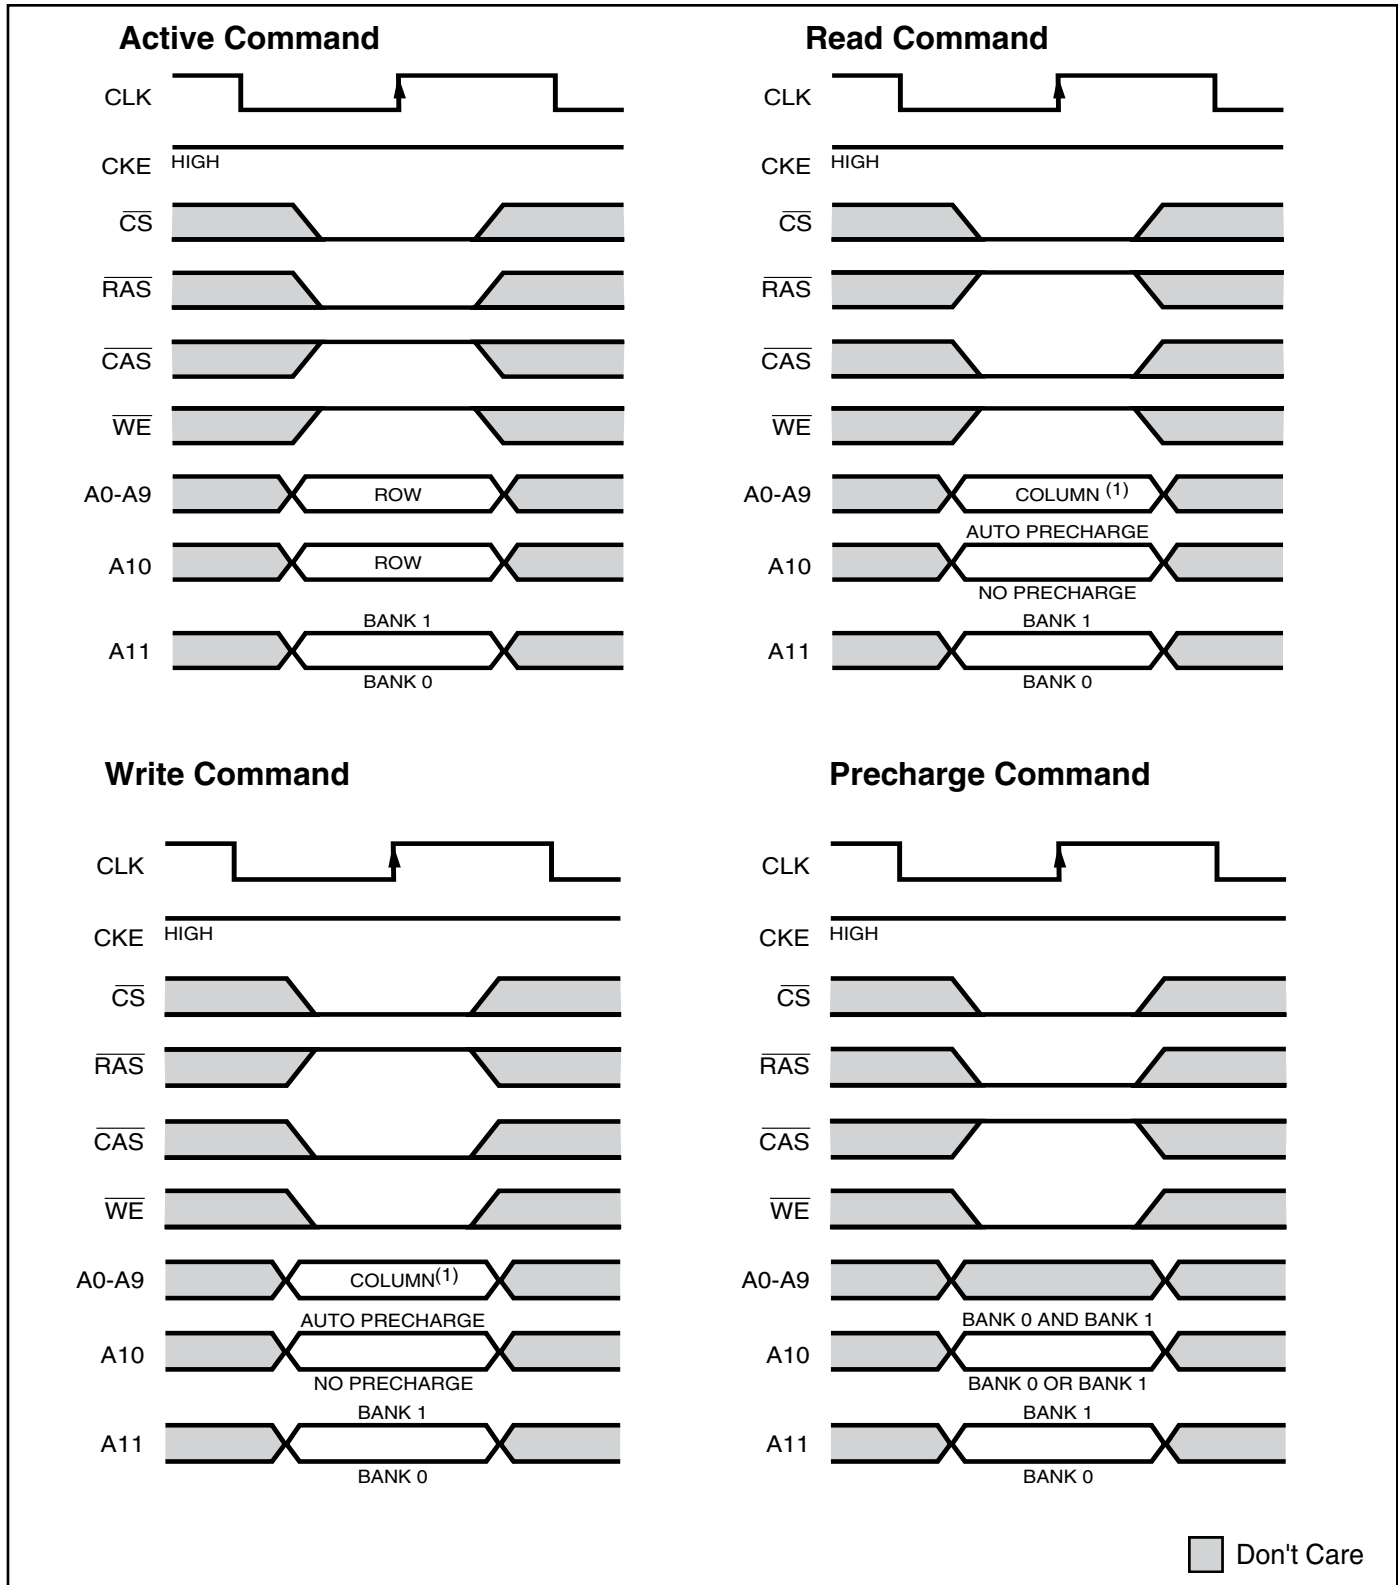 Active Command
CLK
CKE HIGH
CS
RAS
CAS
WE
A0-A9 ROW
A10 ROW
BANK 1
A11
BANK 0
Read Command
CLK
CKE HIGH
CS
RAS
CAS
WE
A0-A9 COLUMN (1)
AUTO PRECHARGE
A10
NO PRECHARGE
BANK 1
A11
BANK 0
Write Command
CLK
CKE HIGH
CS
RAS
CAS
WE
A0-A9 COLUMN(1)
AUTO PRECHARGE
A10
NO PRECHARGE
BANK 1
A11
BANK 0
Precharge Command
CLK
CKE HIGH
CS
RAS
CAS
WE
A0-A9
BANK 0 AND BANK 1
A10
BANK 0 OR BANK 1
BANK 1
A11
BANK 0
Don't Care